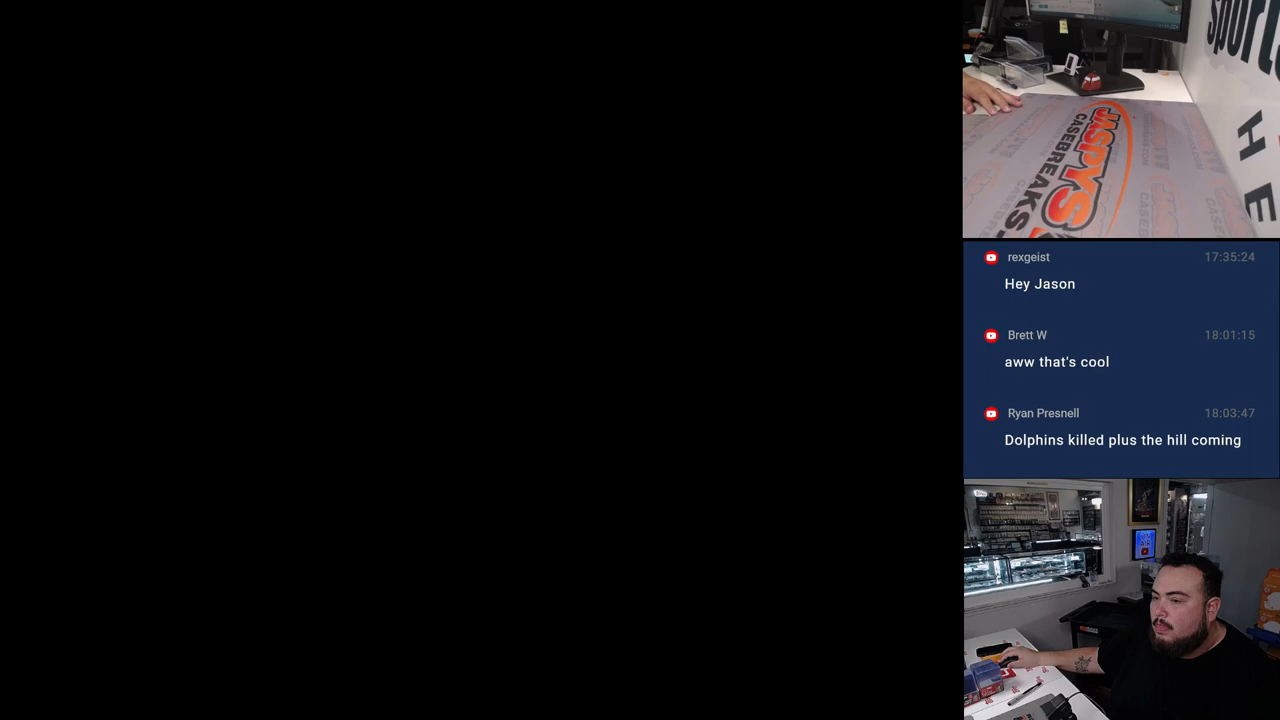 sport
H
E
JASPYS
CASEBREAKS.
rexgeist 17:35:24
Hey Jason
Brett W 18:01:15
aww that's cool
Ryan Presnell 18:03:47
Dolphins killed plus the hill coming